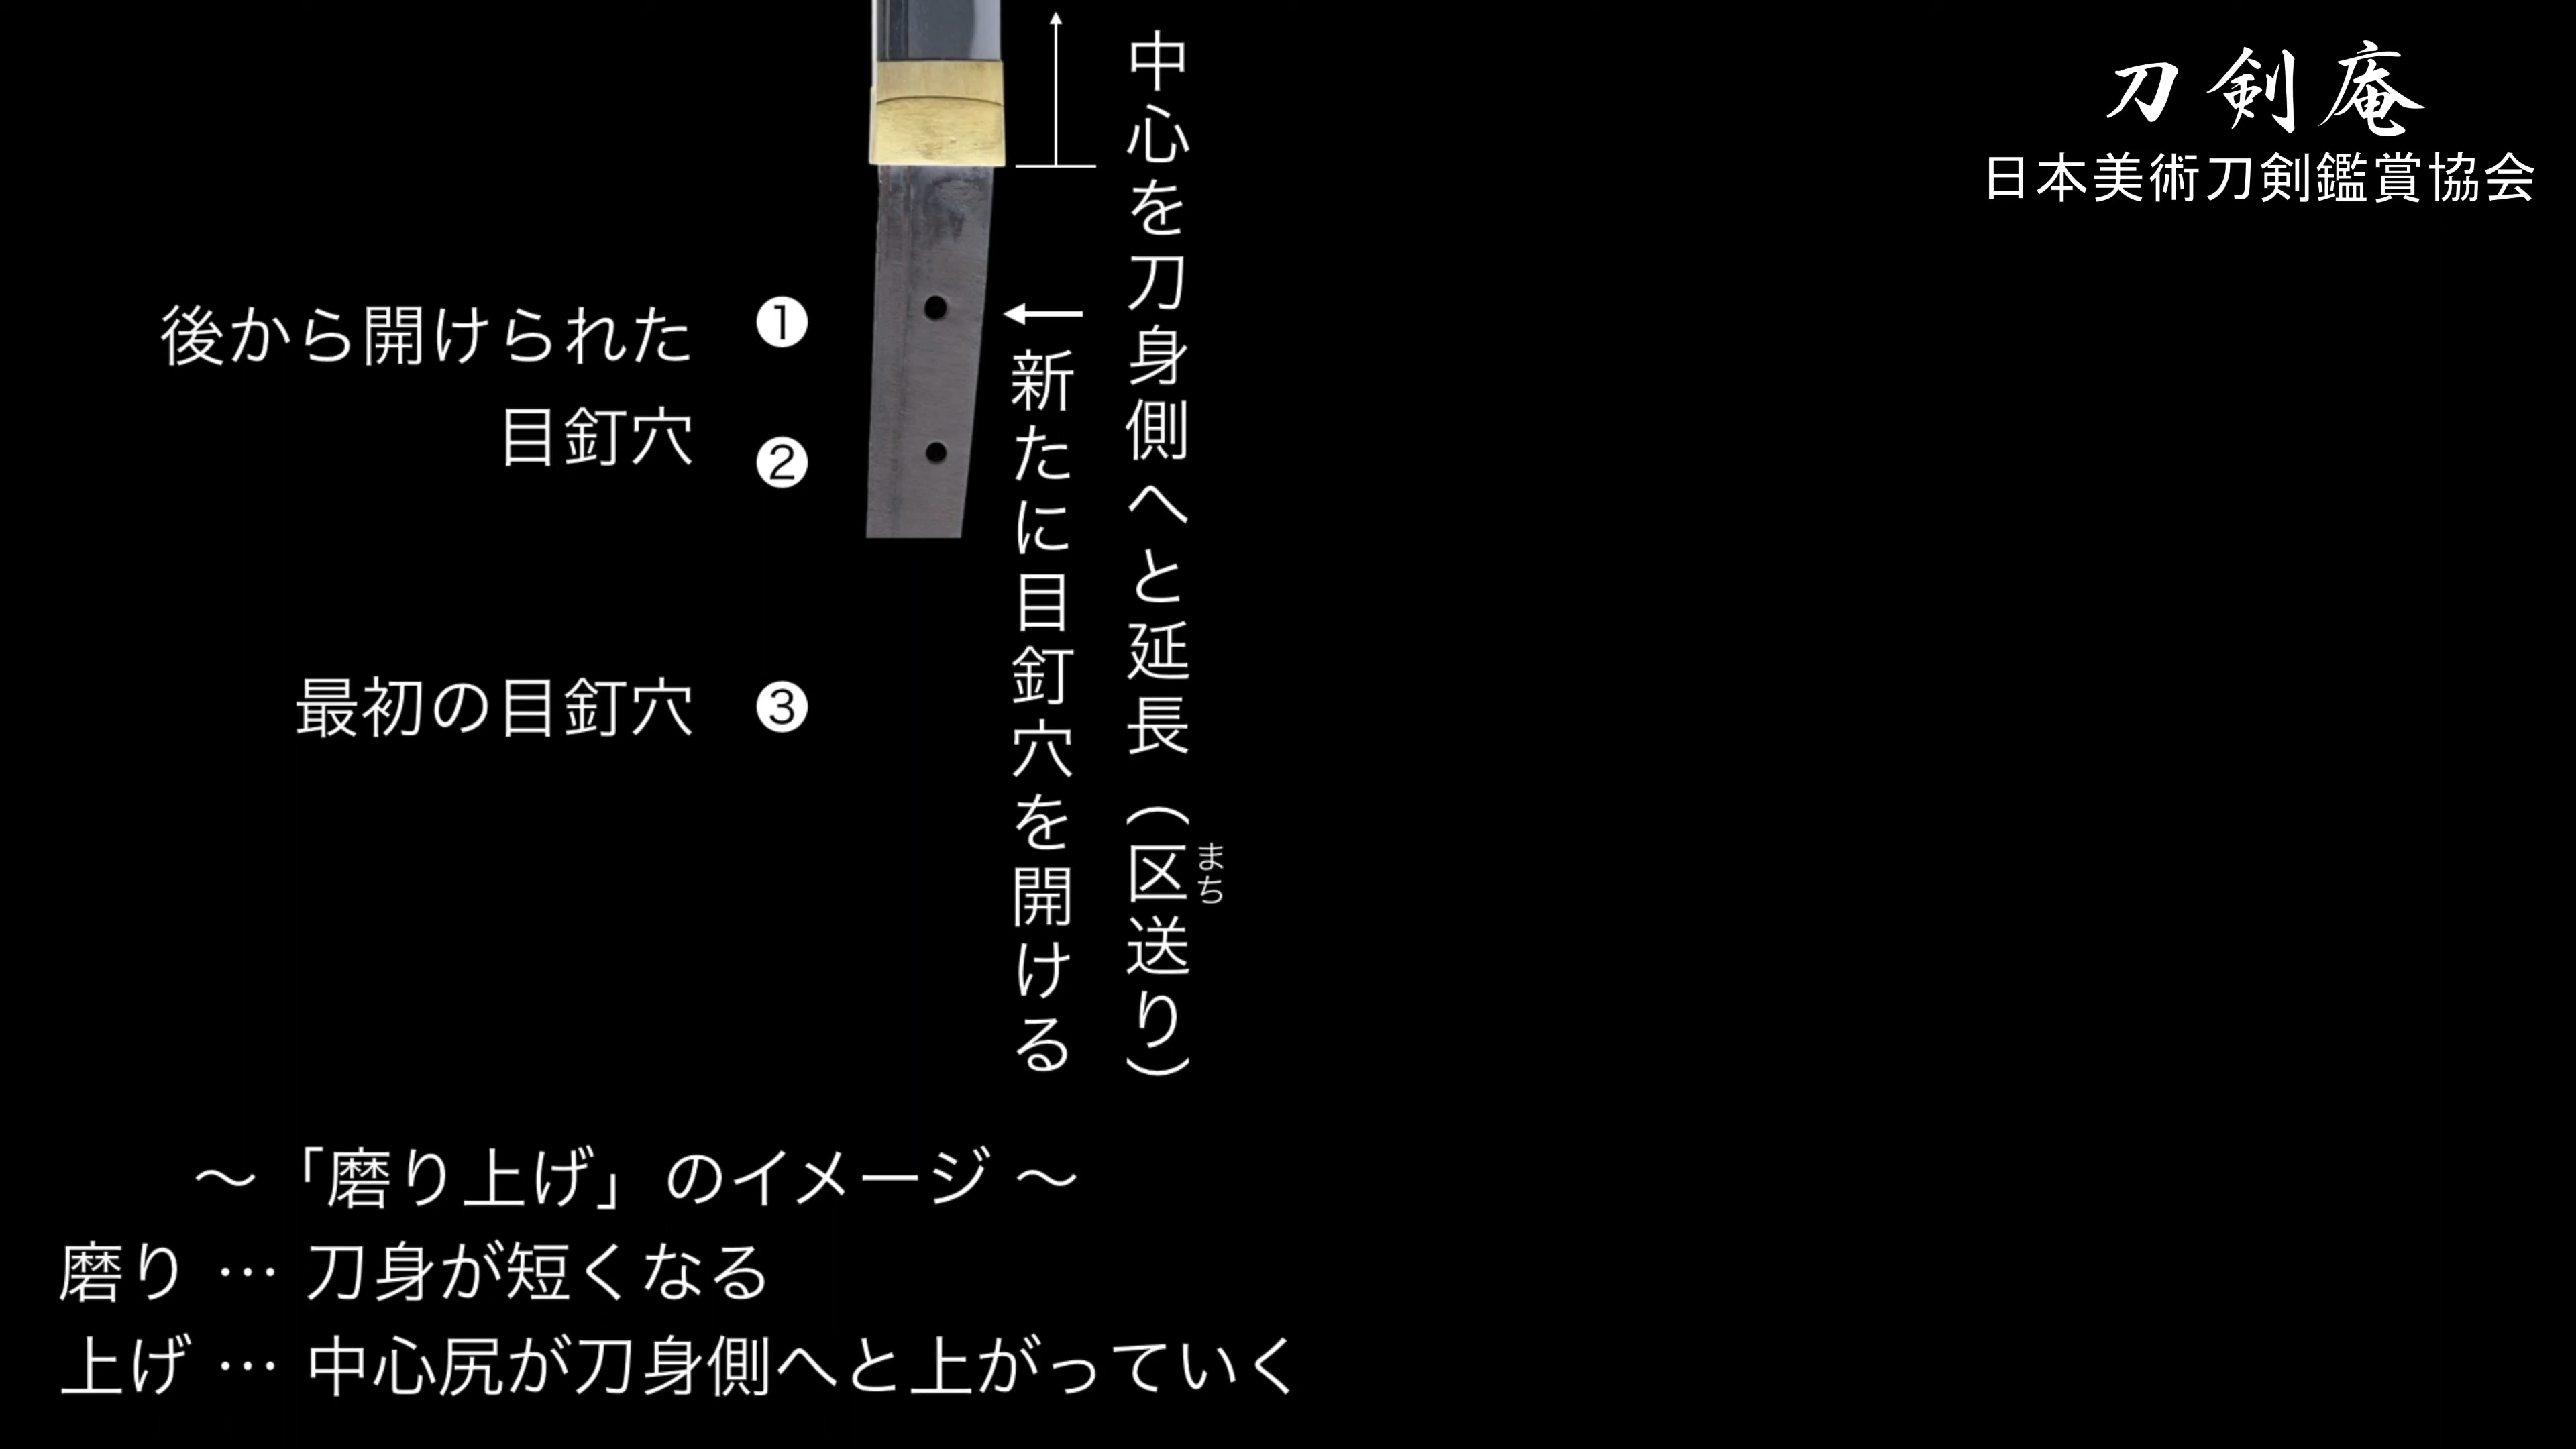 刀剣庵
日本美術刀剣鑑賞協会
中心を刀身側へと延長（区送り）
まち
新たに目釘穴を開ける
後から開けられた
目釘穴
❶
❷
最初の目釘穴
❸
〜「磨り上げ」のイメージ〜
磨り … 刀身が短くなる
上げ … 中心尻が刀身側へと上がっていく